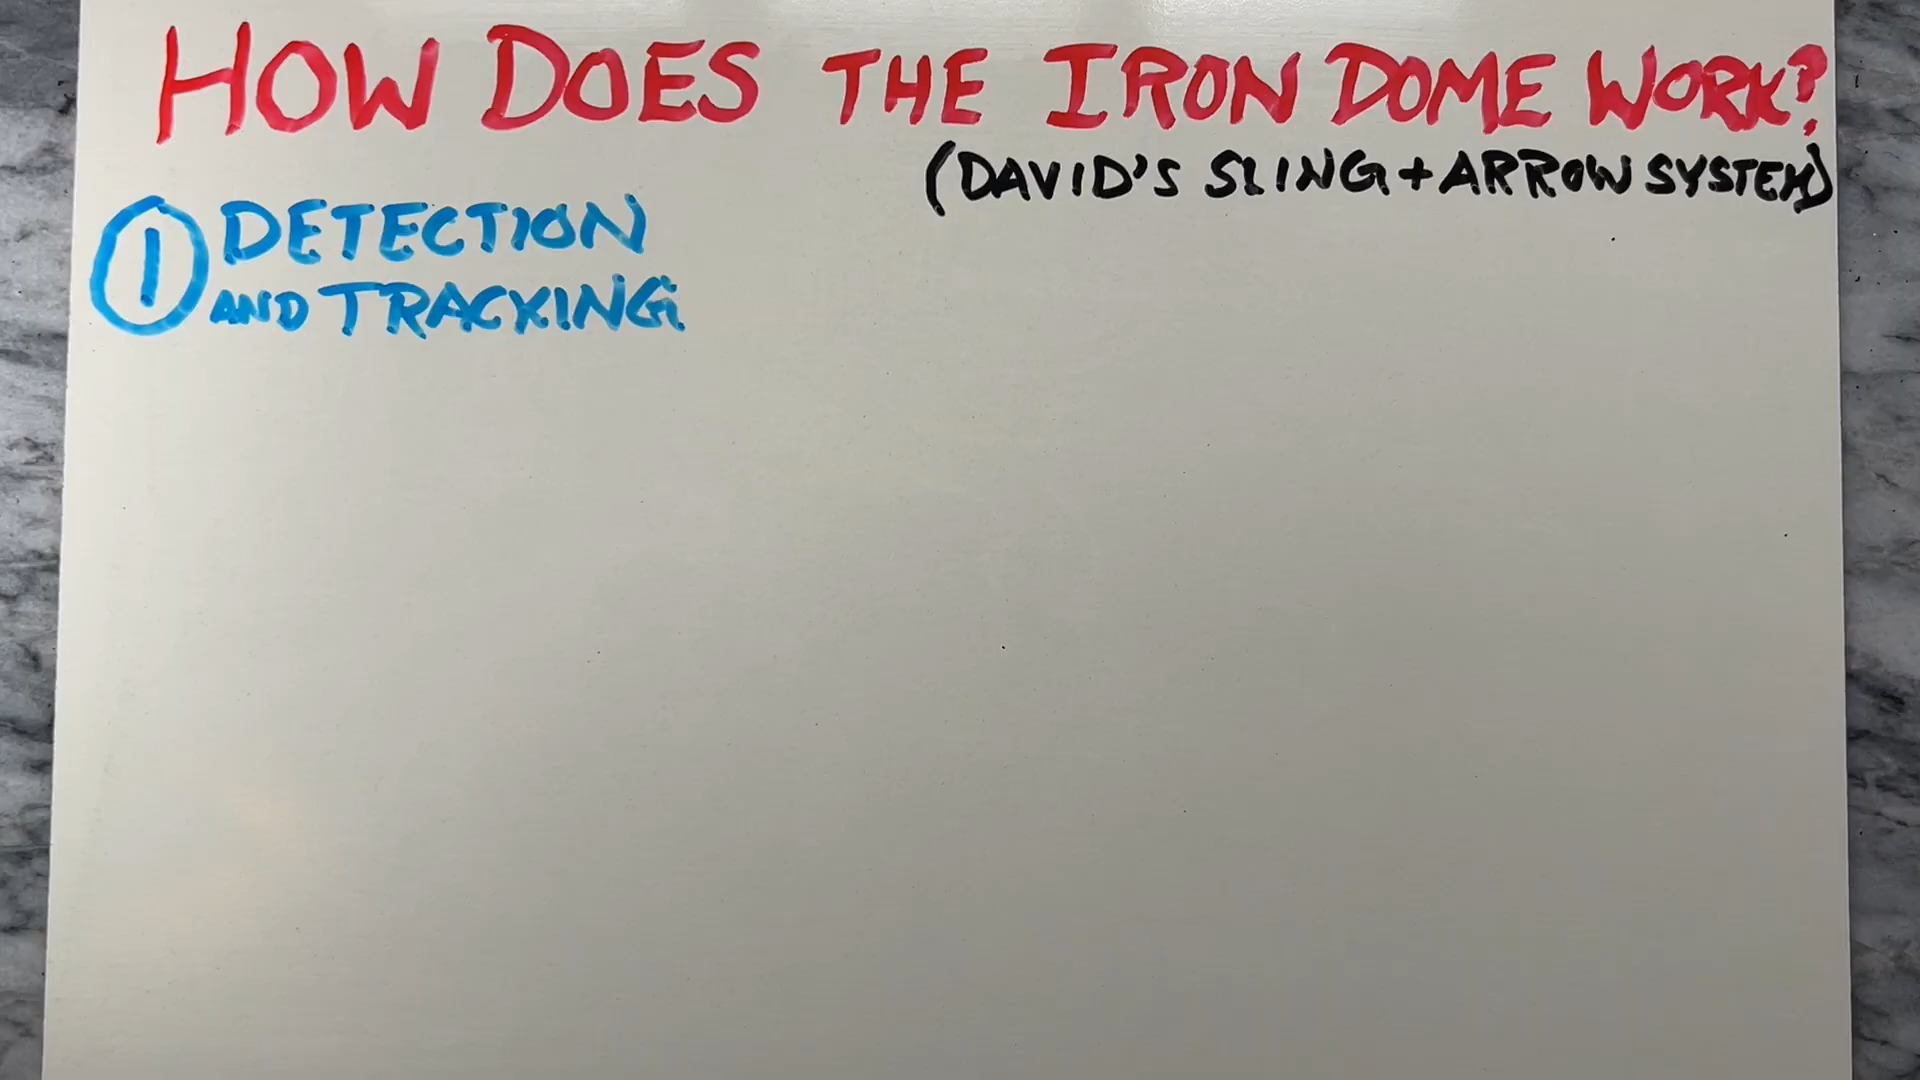 HOW DOES THE IRON DOME WORK?
(DAVID'S SLING + ARROW SYSTEM)
1 DETECTION
AND TRACKING